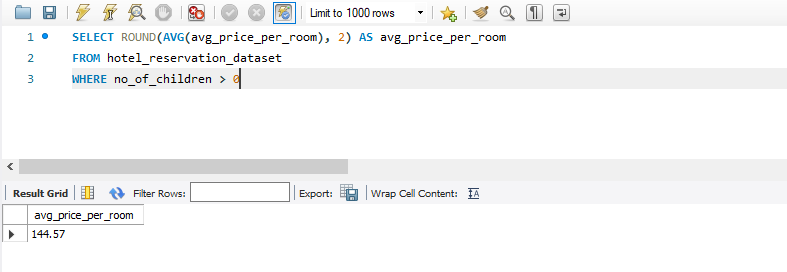 Limit to 1000 rows
1 SELECT ROUND(AVG(avg_price_per_room), 2) AS avg_price_per_room
2 FROM hotel_reservation_dataset
3 WHERE no_of_children > 0
Result Grid Filter Rows: Export: Wrap Cell Content:
avg_price_per_room
144.57